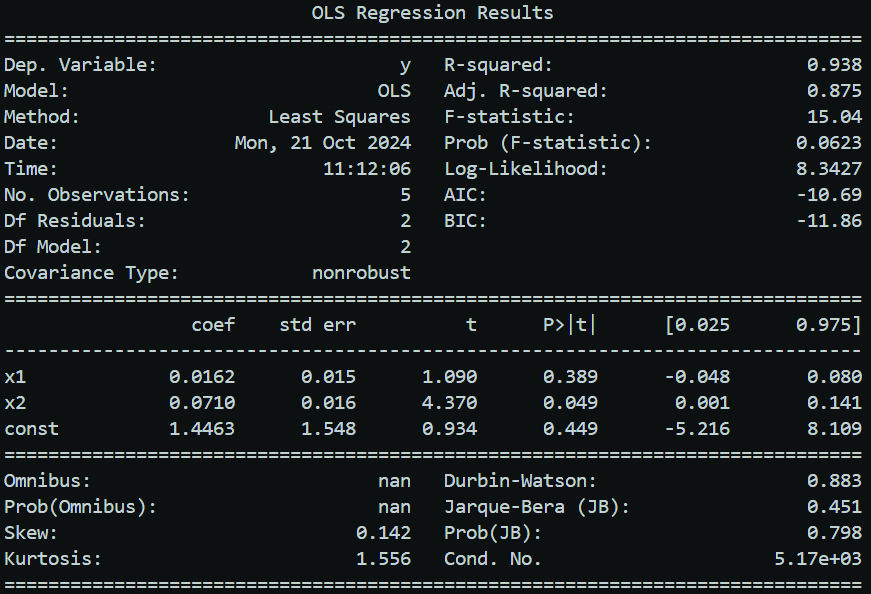 OLS Regression Results
==============================================================================
Dep. Variable:                      y   R-squared:                       0.938
Model:                            OLS   Adj. R-squared:                  0.875
Method:                 Least Squares   F-statistic:                     15.04
Date:                Mon, 21 Oct 2024   Prob (F-statistic):             0.0623
Time:                        11:12:06   Log-Likelihood:                 8.3427
No. Observations:                   5   AIC:                            -10.69
Df Residuals:                       2   BIC:                            -11.86
Df Model:                           2
Covariance Type:            nonrobust
==============================================================================
                 coef    std err          t      P>|t|      [0.025      0.975]
------------------------------------------------------------------------------
x1             0.0162      0.015      1.090      0.389      -0.048       0.080
x2             0.0710      0.016      4.370      0.049       0.001       0.141
const          1.4463      1.548      0.934      0.449      -5.216       8.109
==============================================================================
Omnibus:                          nan   Durbin-Watson:                   0.883
Prob(Omnibus):                    nan   Jarque-Bera (JB):                0.451
Skew:                           0.142   Prob(JB):                        0.798
Kurtosis:                       1.556   Cond. No.                     5.17e+03
==============================================================================